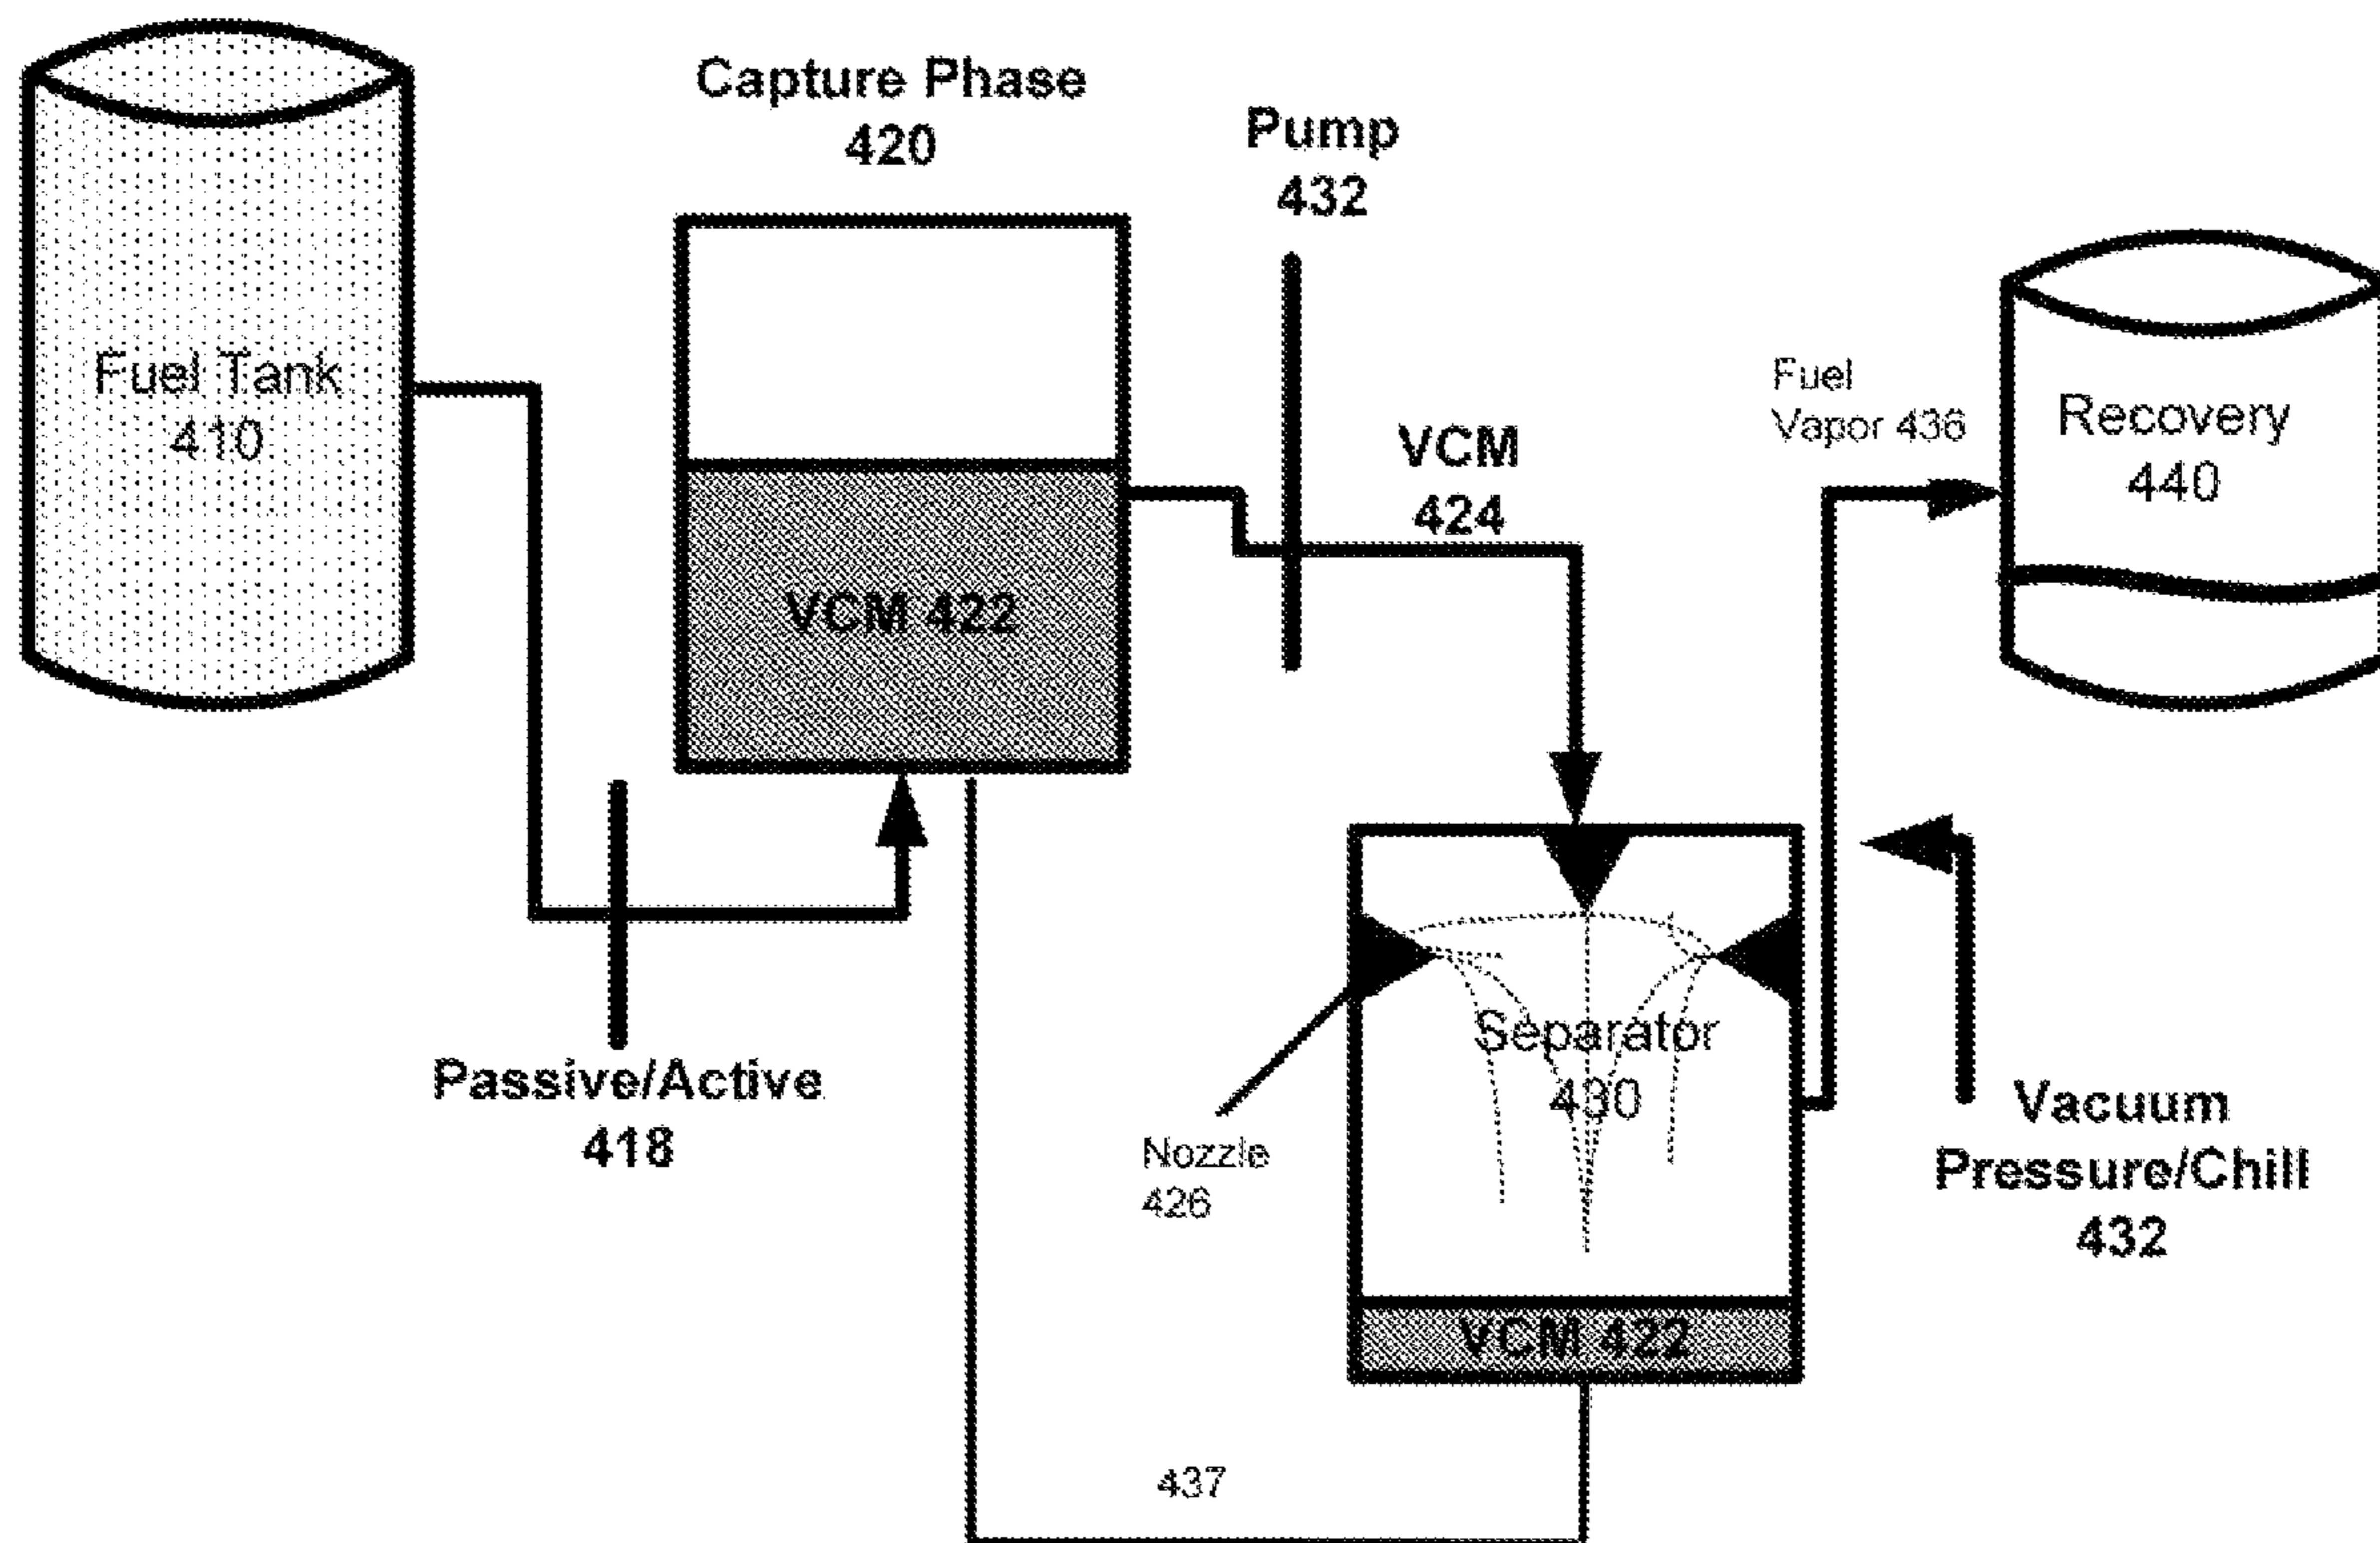 Capture Phase
420
Pump
432
Fuel Tank
410
Fuel
Vapor 436
Recovery
440
VCM
424
VCM 422
Passive/Active
418
Separator
430
Nozzle
426
Vacuum
Pressure/Chill
432
VCM 422
437